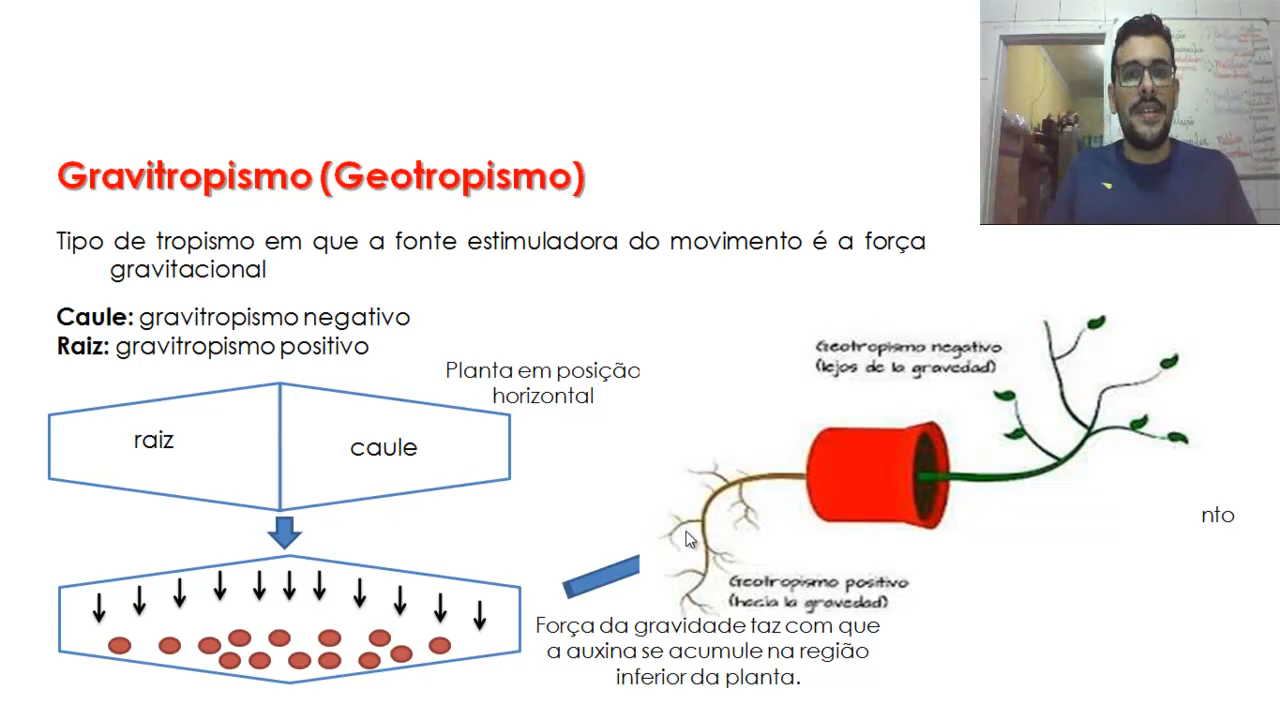 Gravitropismo (Geotropismo)
Tipo de tropismo em que a fonte estimuladora do movimento é a força
gravitacional
Caule: gravitropismo negativo
Raiz: gravitropismo positivo
Planta em posição
horizontal
raiz
caule
Geotropismo negativo
(lejos de la gravedad)
nto
Geotropismo positivo
(hacia la gravedad)
Força da gravidade taz com que
a auxina se acumule na região
inferior da planta.